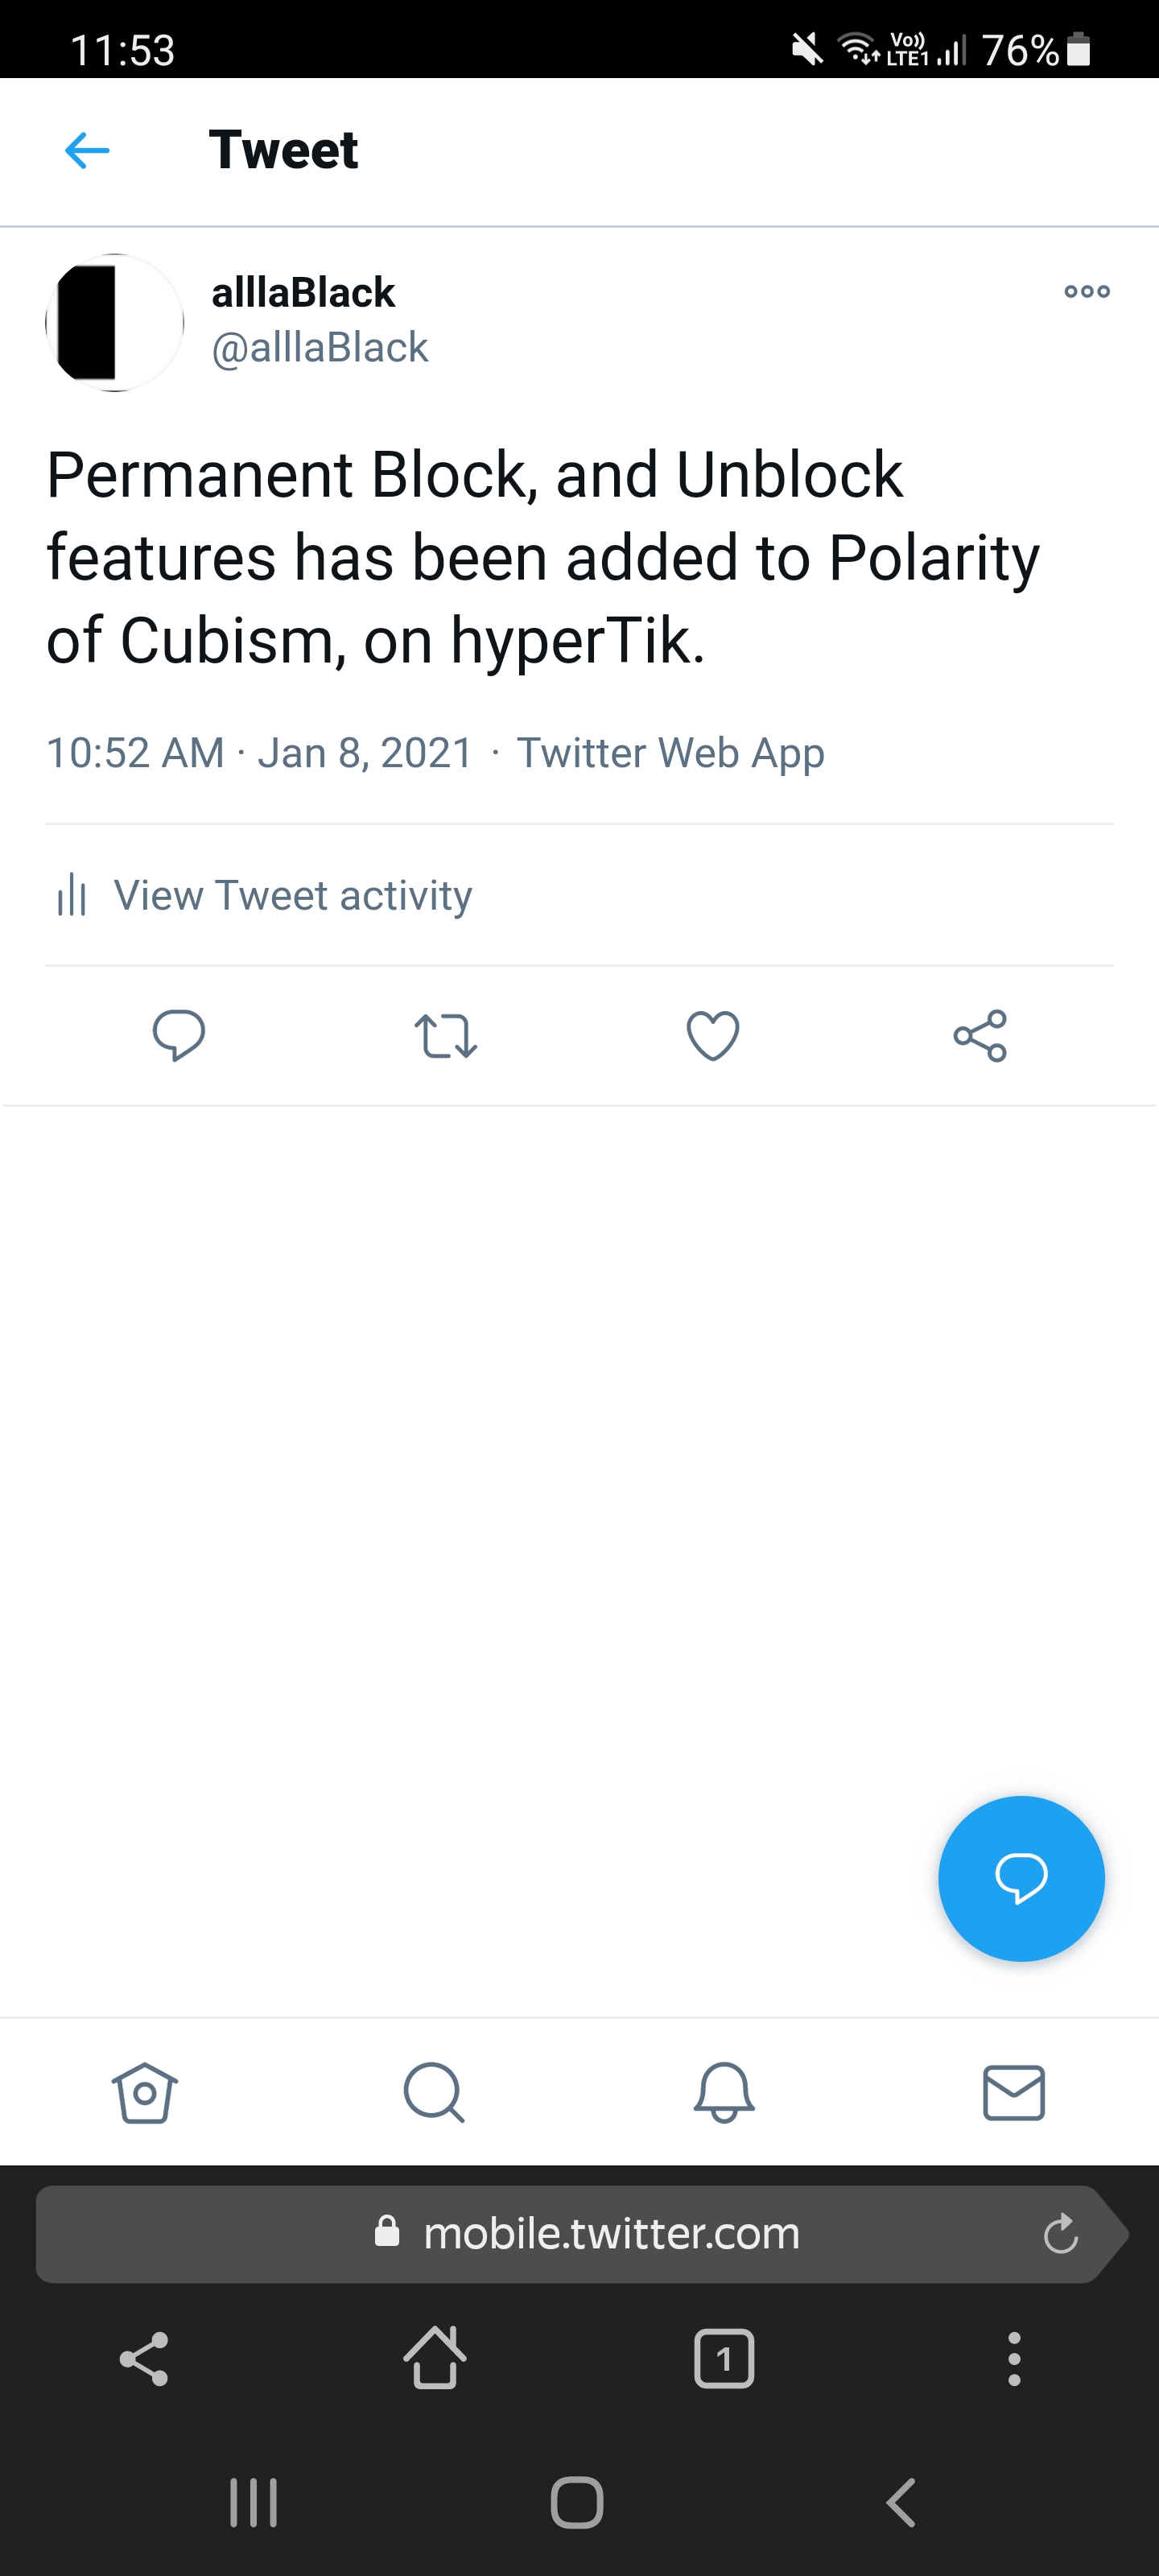 11:53 Vo)) LTE1 76%
Tweet
alllaBlack
@alllaBlack
Permanent Block, and Unblock
features has been added to Polarity
of Cubism, on hyperTik.
10:52 AM · Jan 8, 2021 · Twitter Web App
View Tweet activity
mobile.twitter.com
1